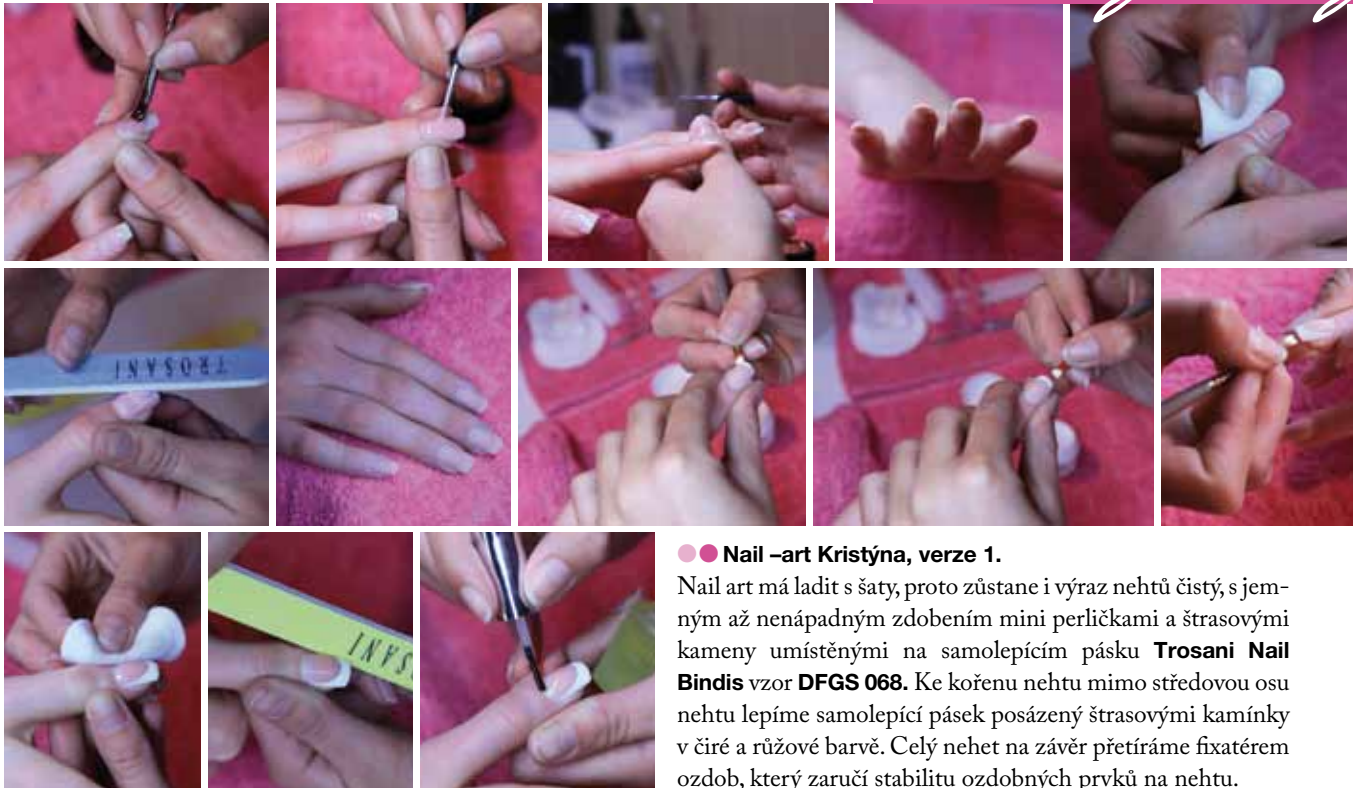 TROSANI
●● Nail –art Kristýna, verze 1.
Nail art má ladit s šaty, proto zůstane i výraz nehtů čistý, s jem-
ným až nenápadným zdobením mini perličkami a štrasovými
kameny umístěnými na samolepícím pásku Trosani Nail
Bindis vzor DFGS 068. Ke kořenu nehtu mimo středovou osu
nehtu lepíme samolepící pásek posázený štrasovými kamínky
v čiré a růžové barvě. Celý nehet na závěr přetíráme fixatérem
ozdob, který zaručí stabilitu ozdobných prvků na nehtu.